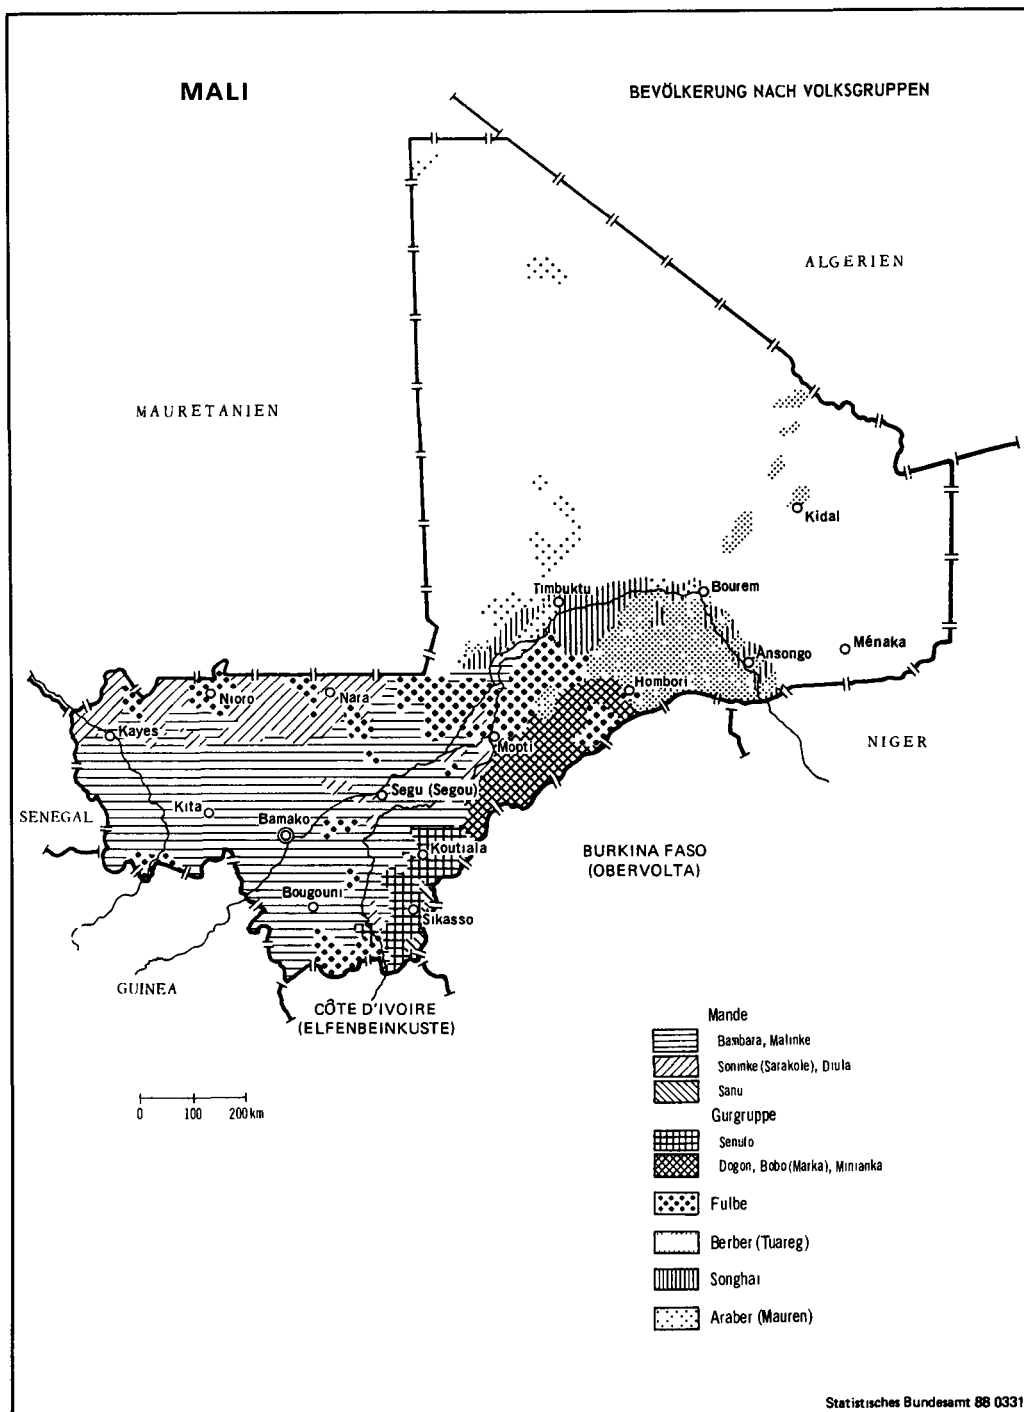 MALI
BEVÖLKERUNG NACH VOLKSGRUPPEN
ALGERIEN
MAURETANIEN
Kidal
Timbuktu
Bourem
Ménaka
Ansongo
Hombori
Nioro
Nara
Kayes
Mopti
NIGER
Segu (Segou)
Kita
SENEGAL
Bamako
Koutiala
BURKINA FASO
(OBERVOLTA)
Bougouni
Sikasso
GUINEA
CÔTE D'IVOIRE
(ELFENBEINKUSTE)
0 100 200 km
Mande
Bambara, Malinke
Soninke (Sarakole), Diula
Sanu
Gurgruppe
Senufo
Dogon, Bobo (Marka), Minianka
Fulbe
Berber (Tuareg)
Songhai
Araber (Mauren)
Statistisches Bundesamt 88 0331